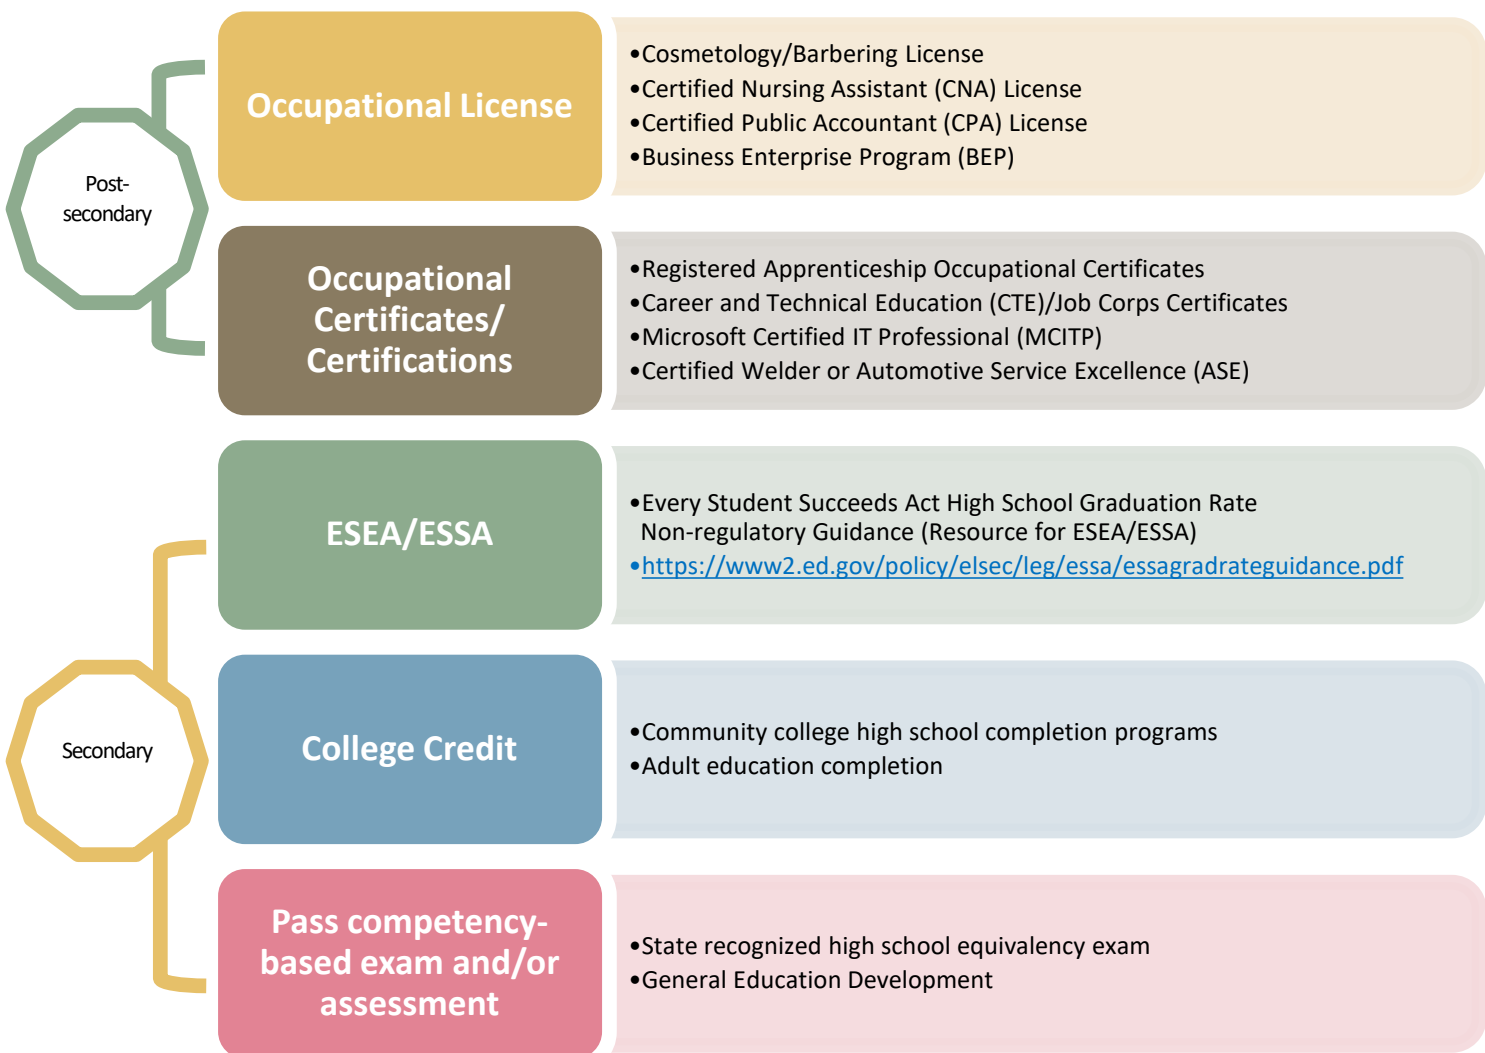 Post-
secondary
Occupational License
•Cosmetology/Barbering License
•Certified Nursing Assistant (CNA) License
•Certified Public Accountant (CPA) License
•Business Enterprise Program (BEP)
Occupational
Certificates/
Certifications
•Registered Apprenticeship Occupational Certificates
•Career and Technical Education (CTE)/Job Corps Certificates
•Microsoft Certified IT Professional (MCITP)
•Certified Welder or Automotive Service Excellence (ASE)
Secondary
ESEA/ESSA
•Every Student Succeeds Act High School Graduation Rate
Non-regulatory Guidance (Resource for ESEA/ESSA)
•https://www2.ed.gov/policy/elsec/leg/essa/essagradrateguidance.pdf
College Credit
•Community college high school completion programs
•Adult education completion
Pass competency-
based exam and/or
assessment
•State recognized high school equivalency exam
•General Education Development